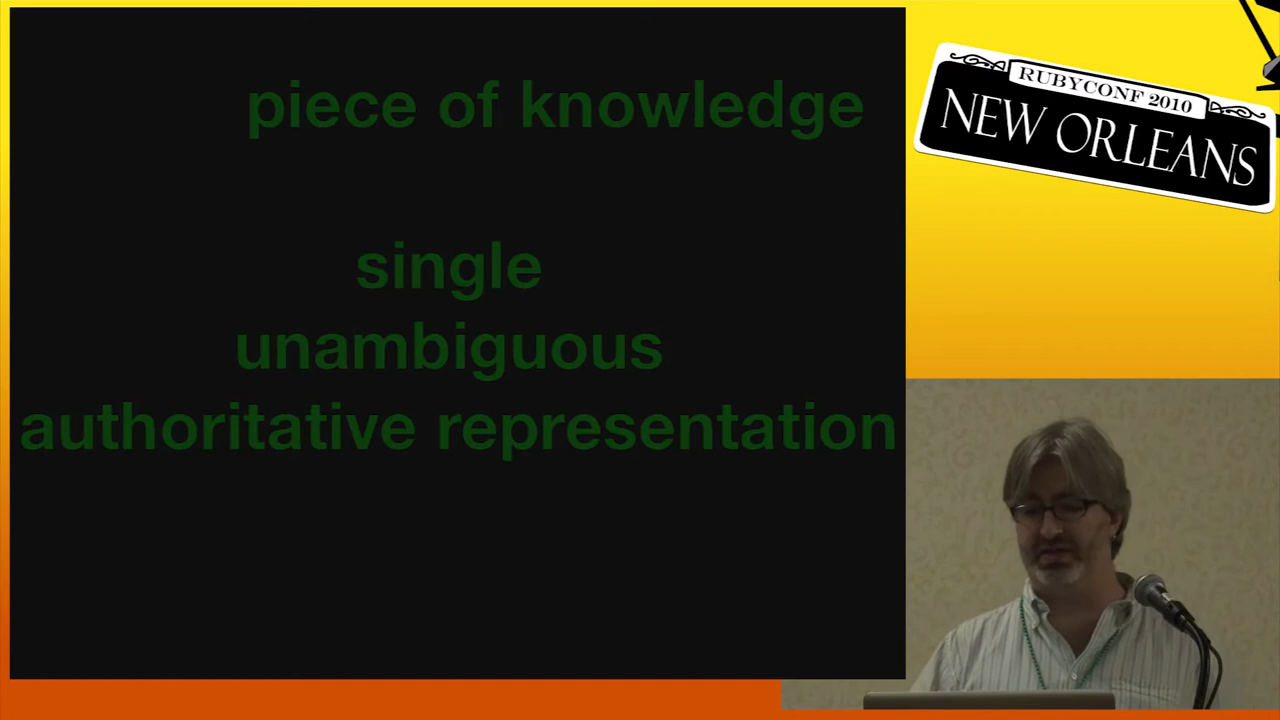 piece of knowledge
single
unambiguous
authoritative representation
RUBYCONF 2010
NEW ORLEANS